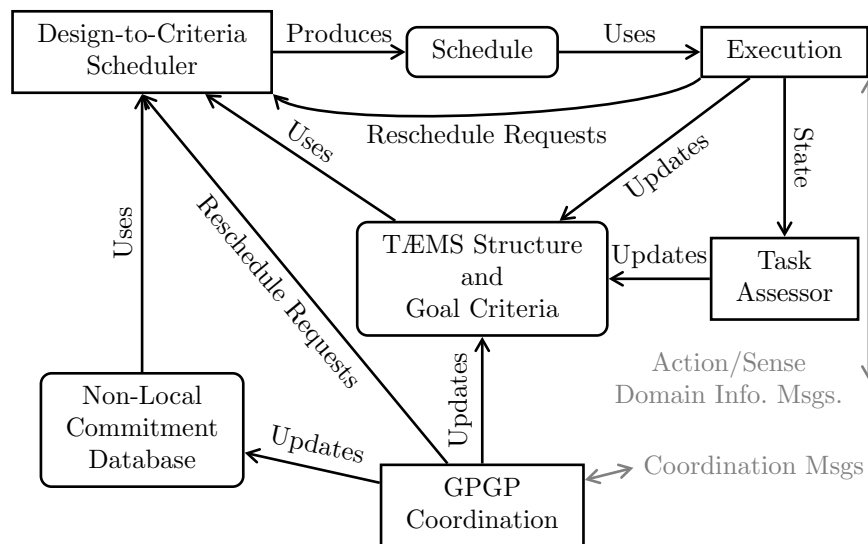 Design-to-Criteria
Scheduler
Produces
Schedule
Uses
Execution
Reschedule Requests
Uses
Updates
State
Uses
Reschedule Requests
TÆMS Structure
and
Goal Criteria
Updates
Task
Assessor
Action/Sense
Domain Info. Msgs.
Non-Local
Commitment
Database
Updates
Updates
GPGP
Coordination
Coordination Msgs